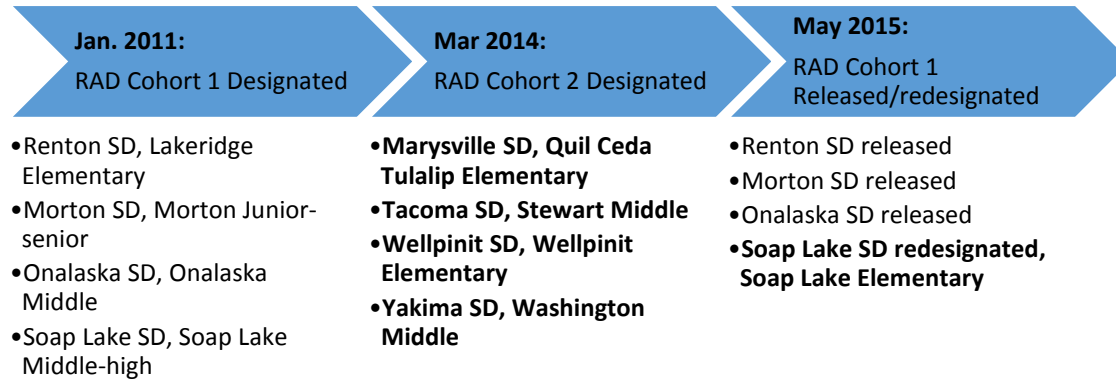 Jan. 2011:
RAD Cohort 1 Designated
•Renton SD, Lakeridge
Elementary
•Morton SD, Morton Junior-
senior
•Onalaska SD, Onalaska
Middle
•Soap Lake SD, Soap Lake
Middle-high
Mar 2014:
RAD Cohort 2 Designated
•Marysville SD, Quil Ceda
Tulalip Elementary
•Tacoma SD, Stewart Middle
•Wellpinit SD, Wellpinit
Elementary
•Yakima SD, Washington
Middle
May 2015:
RAD Cohort 1
Released/redesignated
•Renton SD released
•Morton SD released
•Onalaska SD released
•Soap Lake SD redesignated,
Soap Lake Elementary